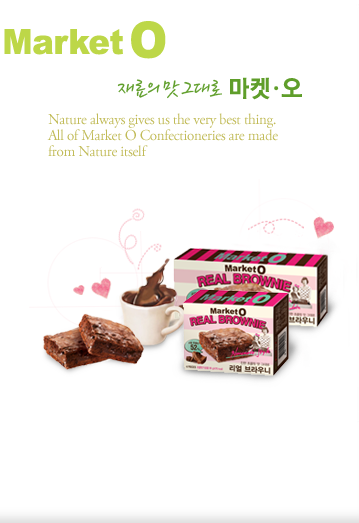 Market O
재료의 맛 그대로 마켓·오
Nature always gives us the very best thing.
All of Market O Confectioneries are made
from Nature itself
Market O
REAL BROWNIE
Market O
REAL BROWNIE
리얼 브라우니